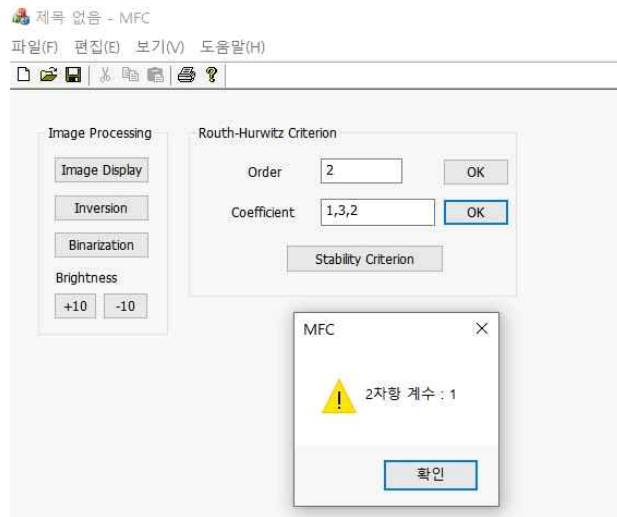 제목 없음 - MFC
파일(F) 편집(E) 보기(V) 도움말(H)
Image Processing
Image Display
Inversion
Binarization
Brightness
+10 -10
Routh-Hurwitz Criterion
Order 2 OK
Coefficient 1,3,2 OK
Stability Criterion
MFC
2차항 계수 : 1
확인